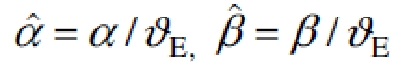 α̂ = α / ϑ_E, β̂ = β / ϑ_E